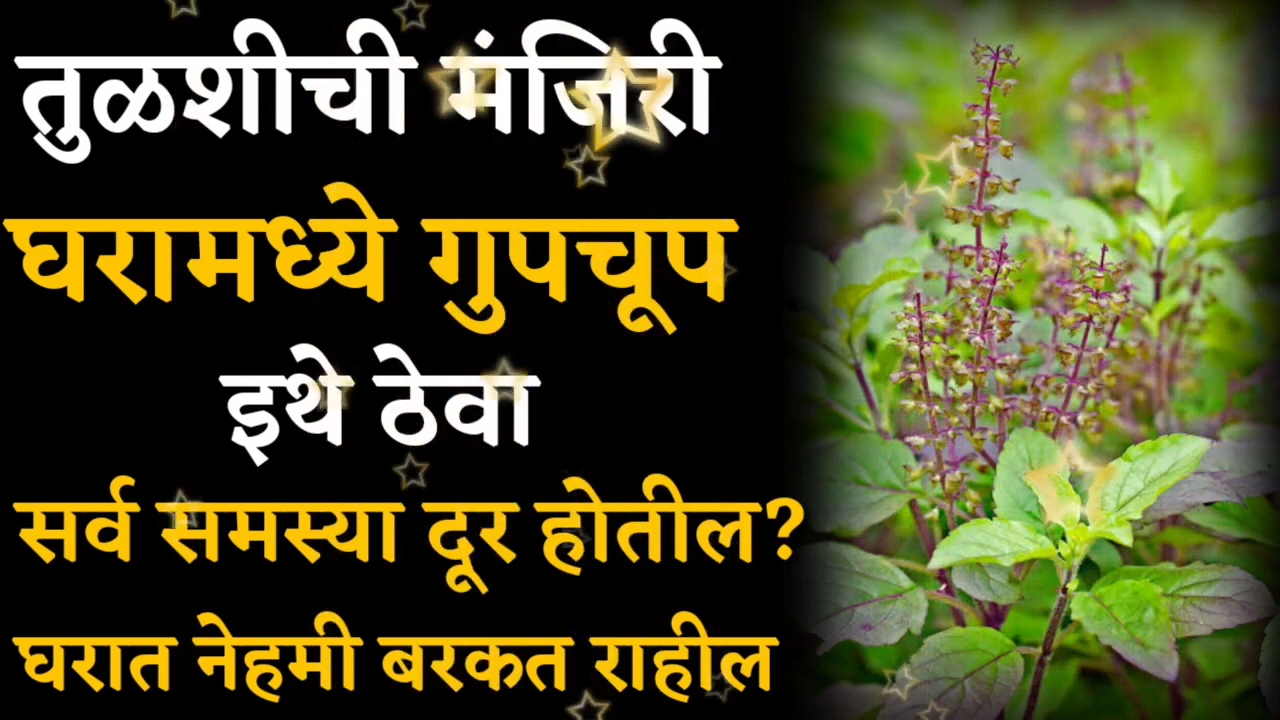 तुळशीची मंजिरी
घरामध्ये गुपचूप
इथे ठेवा
सर्व समस्या दूर होतील?
घरात नेहमी बरकत राहील